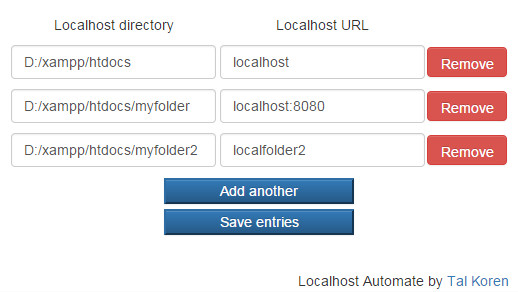 Localhost directory Localhost URL
D:/xampp/htdocs localhost Remove
D:/xampp/htdocs/myfolder localhost:8080 Remove
D:/xampp/htdocs/myfolder2 localfolder2 Remove
Add another
Save entries
Localhost Automate by Tal Koren